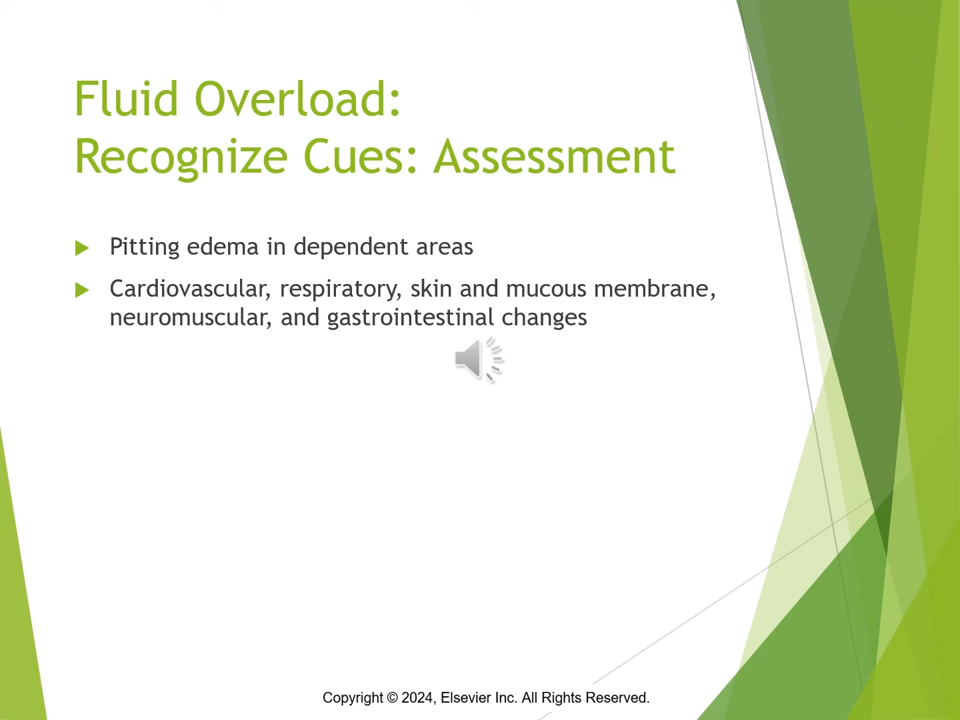 Fluid Overload:
Recognize Cues: Assessment
Pitting edema in dependent areas
Cardiovascular, respiratory, skin and mucous membrane,
neuromuscular, and gastrointestinal changes
Copyright © 2024, Elsevier Inc. All Rights Reserved.